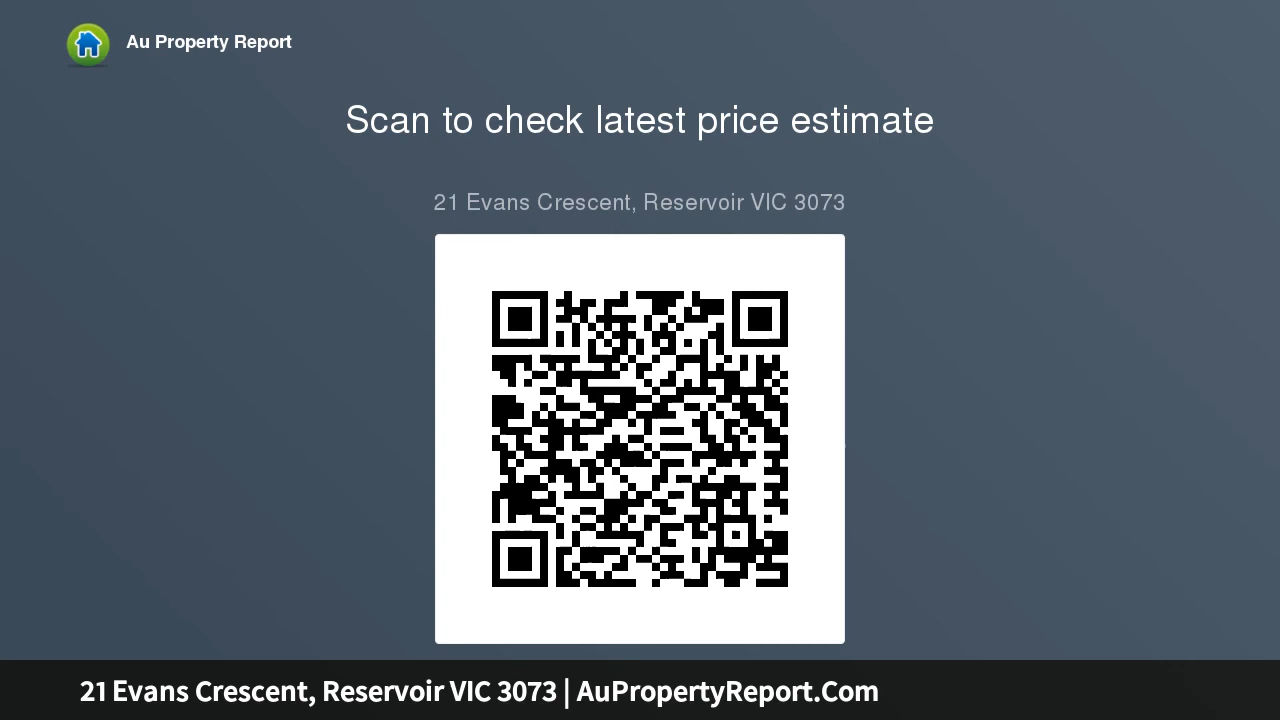 Au Property Report
Scan to check latest price estimate
21 Evans Crescent, Reservoir VIC 3073
21 Evans Crescent, Reservoir VIC 3073 | AuPropertyReport.Com